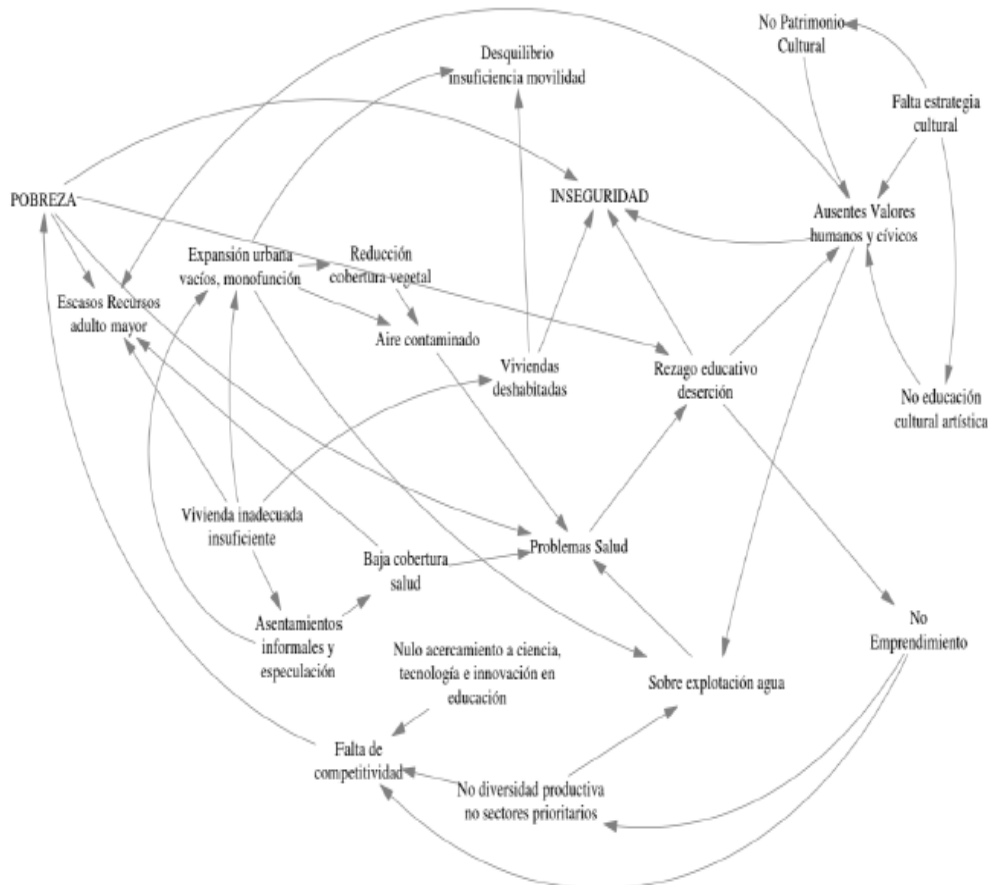 No Patrimonio
Cultural
Desquilibrio
insuficiencia movilidad
Falta estrategia
cultural
POBREZA
INSEGURIDAD
Ausentes Valores
humanos y cívicos
Expansión urbana
vacíos, monofunción
Reducción
cobertura vegetal
Escasos Recursos
adulto mayor
Aire contaminado
Viviendas
deshabitadas
Rezago educativo
deserción
No educación
cultural artística
Vivienda inadecuada
insuficiente
Baja cobertura
salud
Problemas Salud
Asentamientos
informales y
especulación
No
Emprendimiento
Nulo acercamiento a ciencia,
tecnología e innovación en
educación
Sobre explotación agua
Falta de
competitividad
No diversidad productiva
no sectores prioritarios